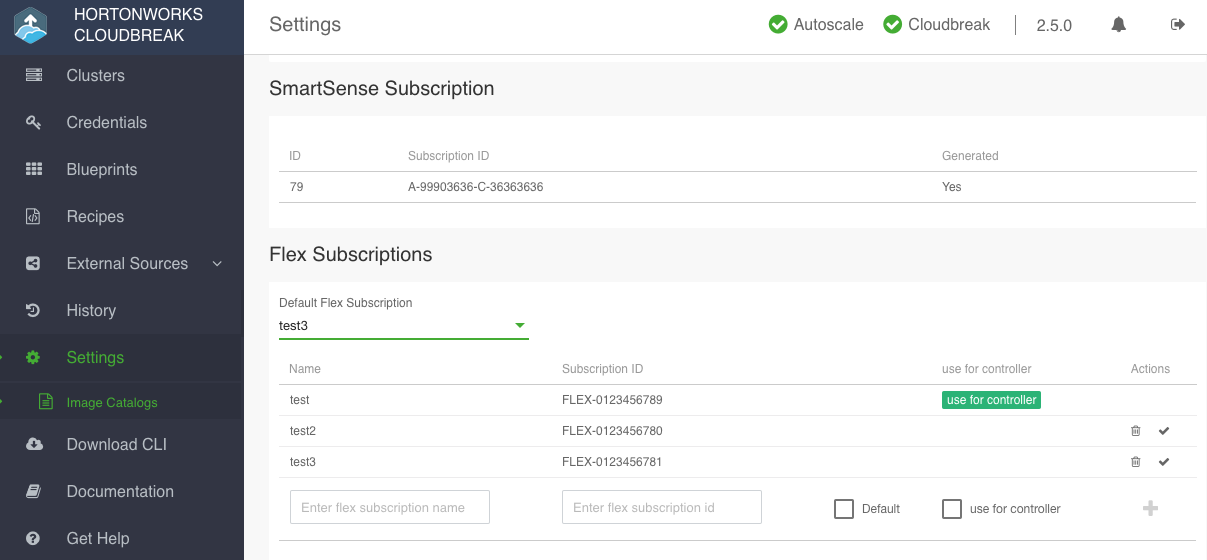 HORTONWORKS
CLOUDBREAK
Clusters
Credentials
Blueprints
Recipes
External Sources
History
Settings
Image Catalogs
Download CLI
Documentation
Get Help
Settings
Autoscale Cloudbreak 2.5.0
SmartSense Subscription
ID Subscription ID Generated
79 A-99903636-C-36363636 Yes
Flex Subscriptions
Default Flex Subscription
test3
Name Subscription ID use for controller Actions
test FLEX-0123456789 use for controller
test2 FLEX-0123456780
test3 FLEX-0123456781
Enter flex subscription name Enter flex subscription id Default use for controller